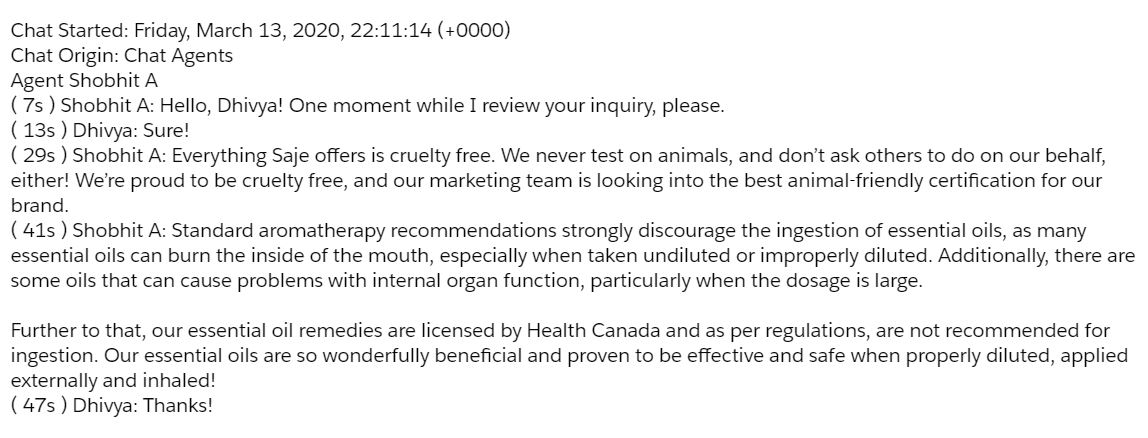 Chat Started: Friday, March 13, 2020, 22:11:14 (+0000)
Chat Origin: Chat Agents
Agent Shobhit A
( 7s ) Shobhit A: Hello, Dhivya! One moment while I review your inquiry, please.
( 13s ) Dhivya: Sure!
( 29s ) Shobhit A: Everything Saje offers is cruelty free. We never test on animals, and don’t ask others to do on our behalf,
either! We’re proud to be cruelty free, and our marketing team is looking into the best animal-friendly certification for our
brand.
( 41s ) Shobhit A: Standard aromatherapy recommendations strongly discourage the ingestion of essential oils, as many
essential oils can burn the inside of the mouth, especially when taken undiluted or improperly diluted. Additionally, there are
some oils that can cause problems with internal organ function, particularly when the dosage is large.
Further to that, our essential oil remedies are licensed by Health Canada and as per regulations, are not recommended for
ingestion. Our essential oils are so wonderfully beneficial and proven to be effective and safe when properly diluted, applied
externally and inhaled!
( 47s ) Dhivya: Thanks!